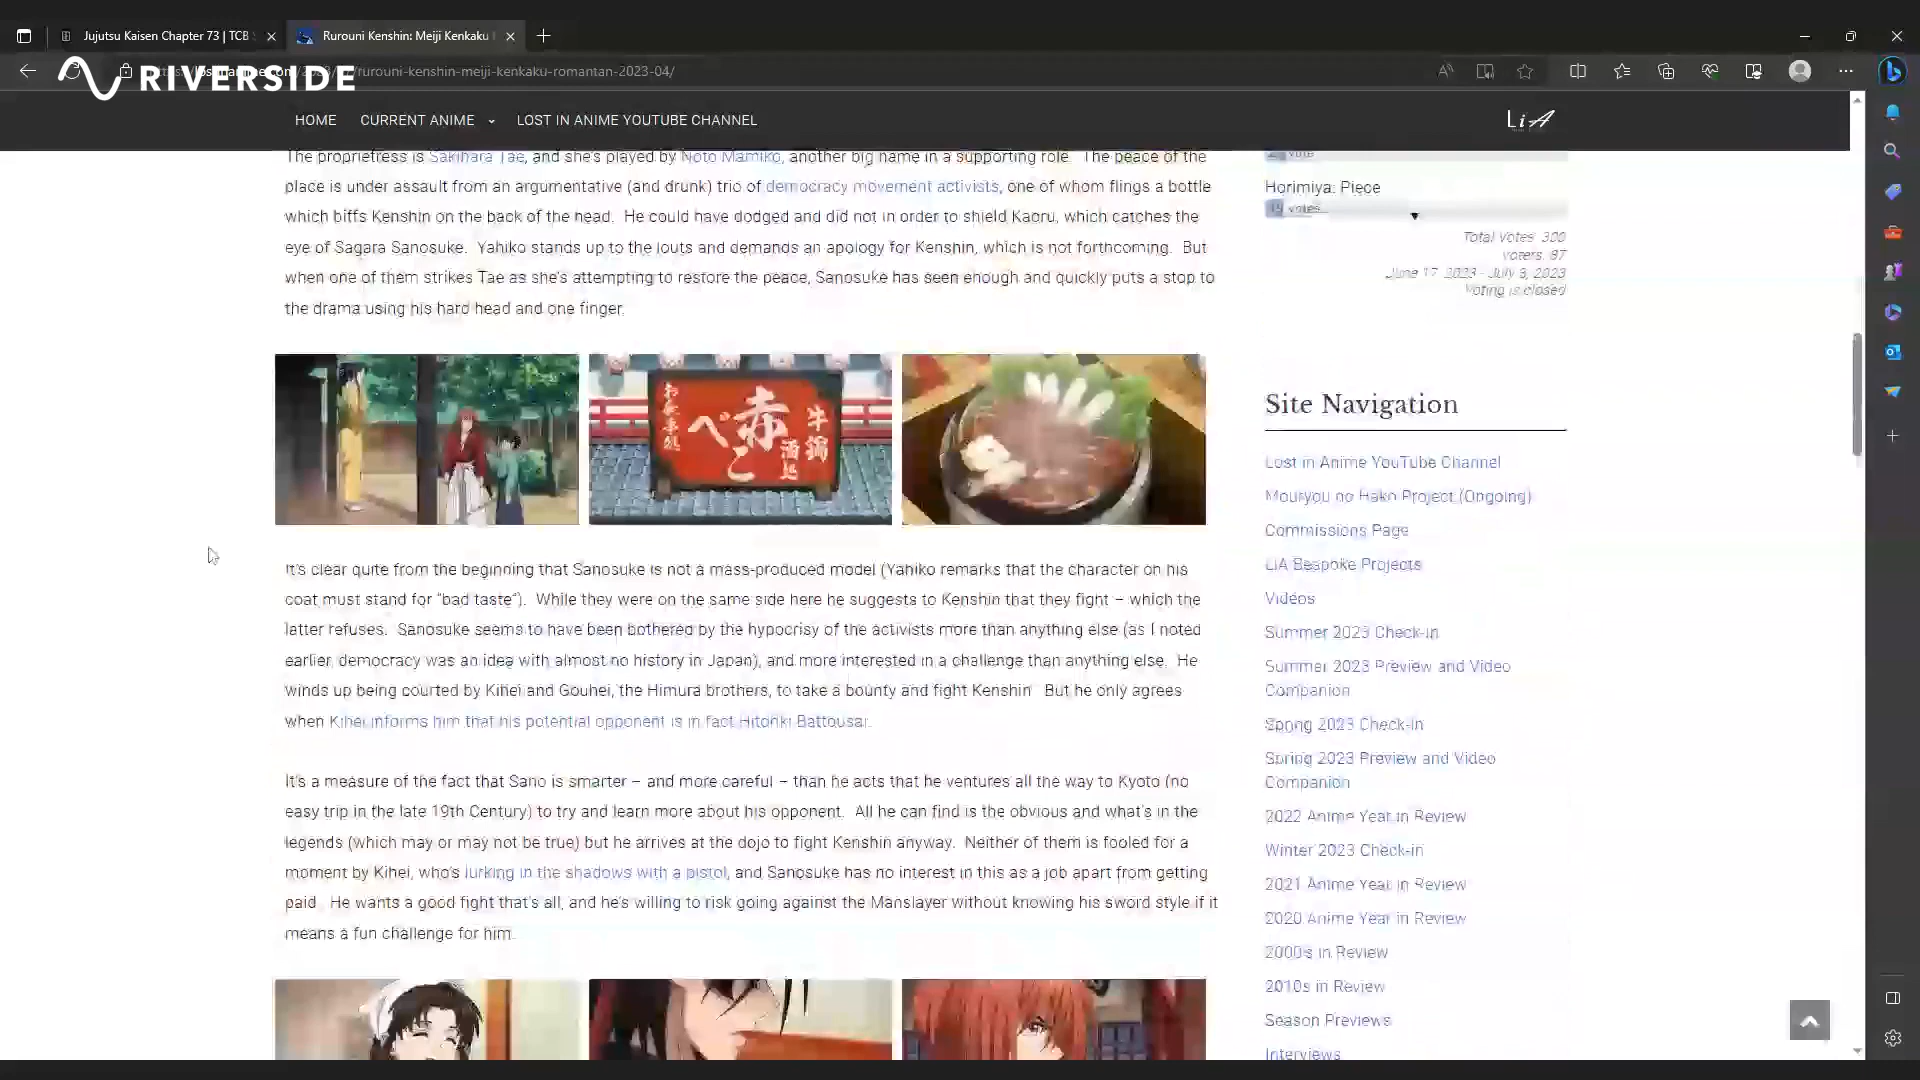 Jujutsu Kaisen Chapter 73 | TCB
Rurouni Kenshin: Meiji Kenkaku
RIVERSIDE
/rurouni-kenshin-meiji-kenkaku-romantan-2023-04/
HOME
CURRENT ANIME
LOST IN ANIME YOUTUBE CHANNEL
LiA
The proprietress is Sakihara Tae, and she's played by Noto Mamiko, another big name in a supporting role.  The peace of the
place is under assault from an argumentative (and drunk) trio of democracy movement activists, one of whom flings a bottle
which biffs Kenshin on the back of the head.  He could have dodged and did not in order to shield Kaoru, which catches the
eye of Sagara Sanosuke.  Yahiko stands up to the louts and demands an apology for Kenshin, which is not forthcoming.  But
when one of them strikes Tae as she's attempting to restore the peace, Sanosuke has seen enough and quickly puts a stop to
the drama using his hard head and one finger.
お食事処
赤べこ
牛鍋
酒処
It's clear quite from the beginning that Sanosuke is not a mass-produced model (Yahiko remarks that the character on his
coat must stand for "bad taste").  While they were on the same side here he suggests to Kenshin that they fight – which the
latter refuses.  Sanosuke seems to have been bothered by the hypocrisy of the activists more than anything else (as I noted
earlier, democracy was an idea with almost no history in Japan), and more interested in a challenge than anything else.  He
winds up being courted by Kihei and Gouhei, the Himura brothers, to take a bounty and fight Kenshin.  But he only agrees
when Kihei informs him that his potential opponent is in fact Hitokiri Battousai.
It's a measure of the fact that Sano is smarter – and more careful – than he acts that he ventures all the way to Kyoto (no
easy trip in the late 19th Century) to try and learn more about his opponent.  All he can find is the obvious and what's in the
legends (which may or may not be true) but he arrives at the dojo to fight Kenshin anyway.  Neither of them is fooled for a
moment by Kihei, who's lurking in the shadows with a pistol, and Sanosuke has no interest in this as a job apart from getting
paid.  He wants a good fight that's all, and he's willing to risk going against the Manslayer without knowing his sword style if it
means a fun challenge for him.
Horimiya: Piece
votes
Total Votes: 300
Voters: 87
June 17, 2023 - July 3, 2023
Voting is closed
Site Navigation
Lost in Anime YouTube Channel
Mouryou no Hako Project (Ongoing)
Commissions Page
LiA Bespoke Projects
Videos
Summer 2023 Check-in
Summer 2023 Preview and Video
Companion
Spring 2023 Check-in
Spring 2023 Preview and Video
Companion
2022 Anime Year in Review
Winter 2023 Check-in
2021 Anime Year in Review
2020 Anime Year in Review
2000's in Review
2010s in Review
Season Previews
Interviews